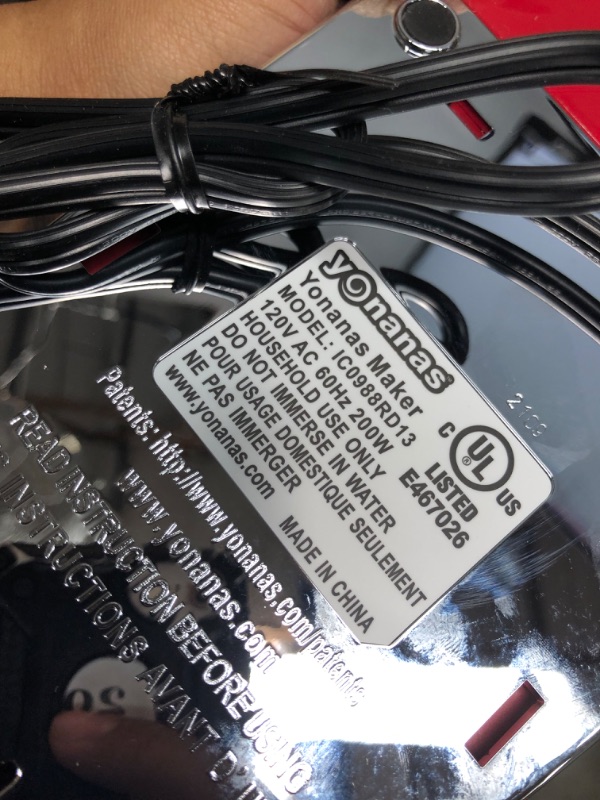 yonanas
Yonanas Maker
MODEL: IC0988RD13
120V AC 60Hz 200W
HOUSEHOLD USE ONLY
DO NOT IMMERSE IN WATER
POUR USAGE DOMESTIQUE SEULEMENT
NE PAS IMMERGER
www.yonanas.com
MADE IN CHINA
C UL US
®
LISTED
E467026
Patents: http://www.yonanas.com/patents
www.yonanas.com
READ INSTRUCTION BEFORE USING
INSTRUCTIONS AVANT D'